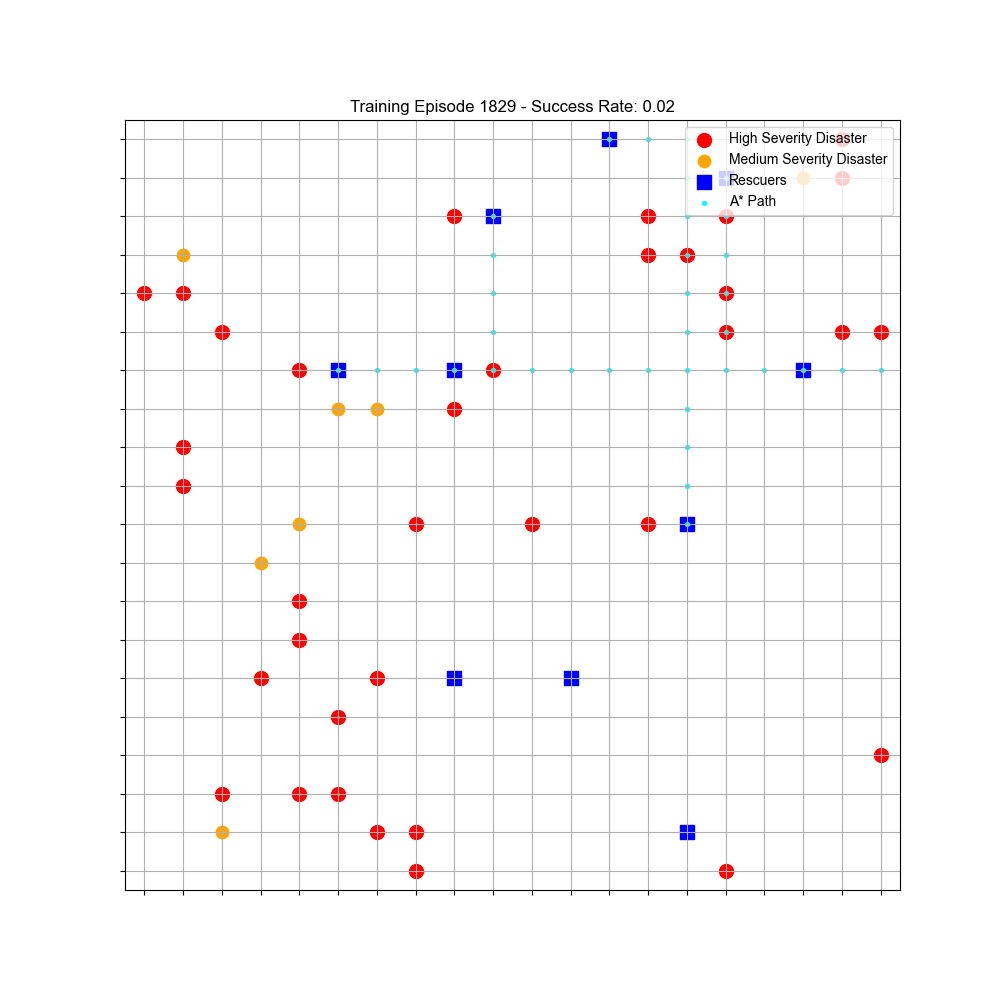 Training Episode 1829 - Success Rate: 0.02
High Severity Disaster
Medium Severity Disaster
Rescuers
A* Path